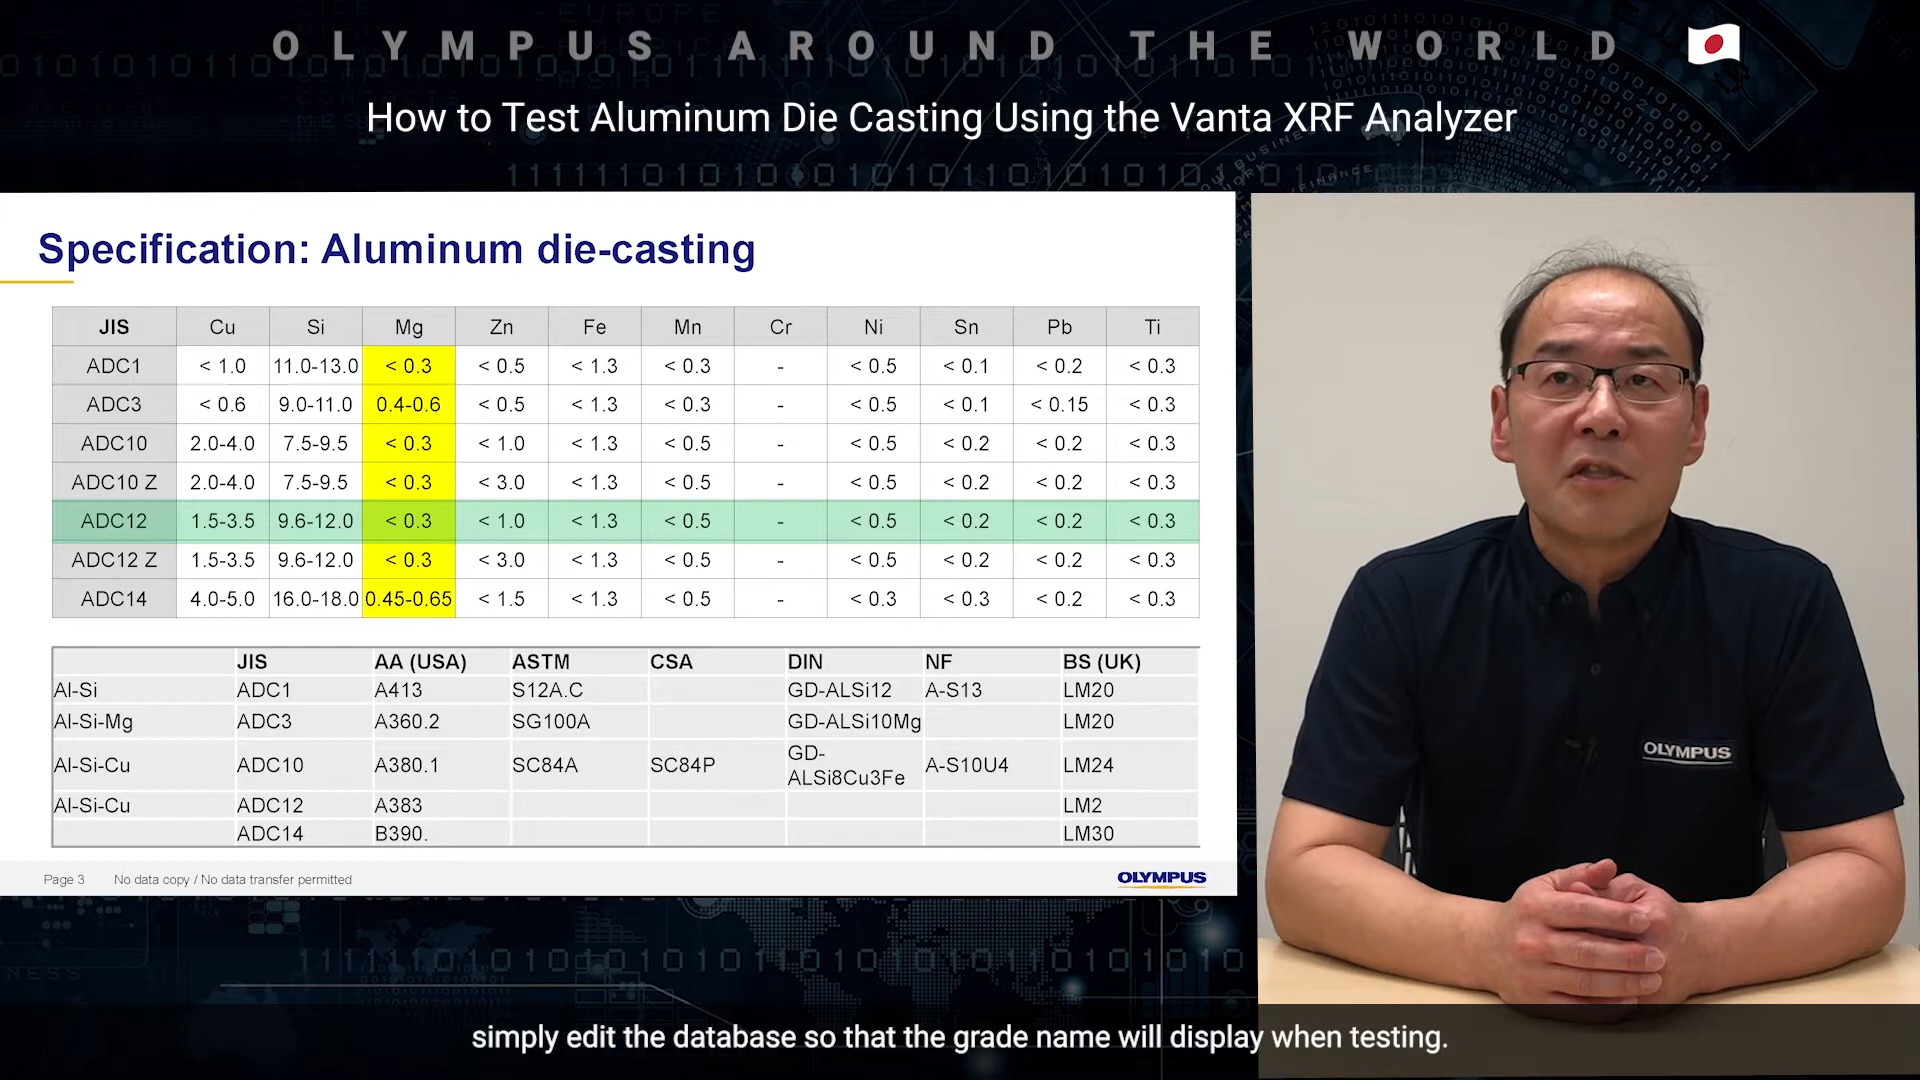 OLYMPUS AROUND THE WORLD
How to Test Aluminum Die Casting Using the Vanta XRF Analyzer
Specification: Aluminum die-casting
JIS Cu Si Mg Zn Fe Mn Cr Ni Sn Pb Ti
ADC1 < 1.0 11.0-13.0 < 0.3 < 0.5 < 1.3 < 0.3 - < 0.5 < 0.1 < 0.2 < 0.3
ADC3 < 0.6 9.0-11.0 0.4-0.6 < 0.5 < 1.3 < 0.3 - < 0.5 < 0.1 < 0.15 < 0.3
ADC10 2.0-4.0 7.5-9.5 < 0.3 < 1.0 < 1.3 < 0.5 - < 0.5 < 0.2 < 0.2 < 0.3
ADC10 Z 2.0-4.0 7.5-9.5 < 0.3 < 3.0 < 1.3 < 0.5 - < 0.5 < 0.2 < 0.2 < 0.3
ADC12 1.5-3.5 9.6-12.0 < 0.3 < 1.0 < 1.3 < 0.5 - < 0.5 < 0.2 < 0.2 < 0.3
ADC12 Z 1.5-3.5 9.6-12.0 < 0.3 < 3.0 < 1.3 < 0.5 - < 0.5 < 0.2 < 0.2 < 0.3
ADC14 4.0-5.0 16.0-18.0 0.45-0.65 < 1.5 < 1.3 < 0.5 - < 0.3 < 0.3 < 0.2 < 0.3
JIS AA (USA) ASTM CSA DIN NF BS (UK)
Al-Si ADC1 A413 S12A.C GD-ALSi12 A-S13 LM20
Al-Si-Mg ADC3 A360.2 SG100A GD-ALSi10Mg LM20
Al-Si-Cu ADC10 A380.1 SC84A SC84P GD-ALSi8Cu3Fe A-S10U4 LM24
Al-Si-Cu ADC12 A383 LM2
ADC14 B390. LM30
Page 3 No data copy / No data transfer permitted OLYMPUS
OLYMPUS
simply edit the database so that the grade name will display when testing.